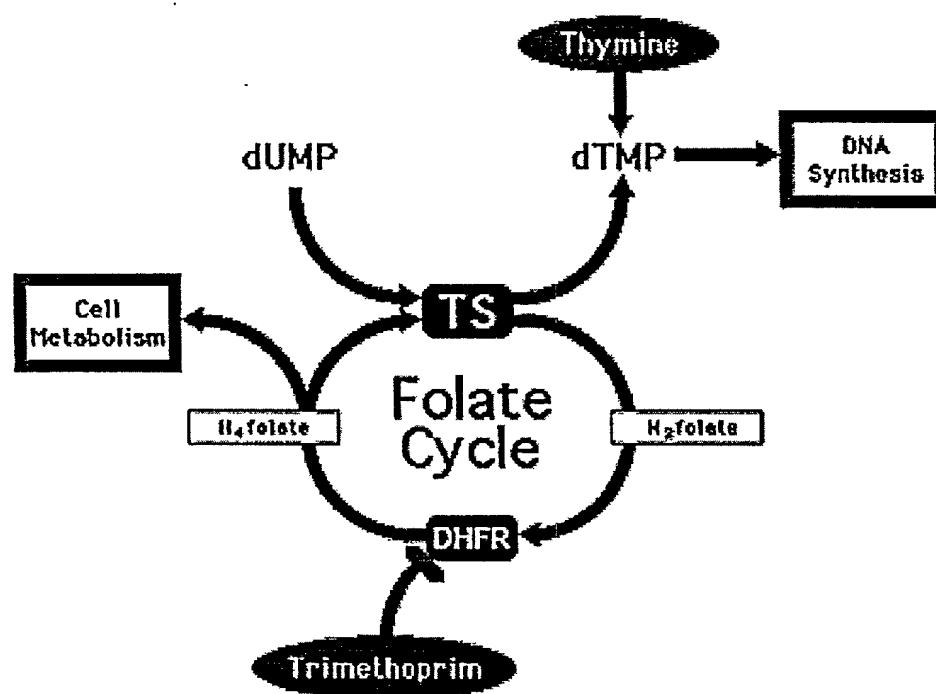 Thymine
dUMP
dTMP
DNA
Synthesis
TS
Cell
Metabolism
Folate
Cycle
H₄folate
H₂folate
DHFR
Trimethoprim